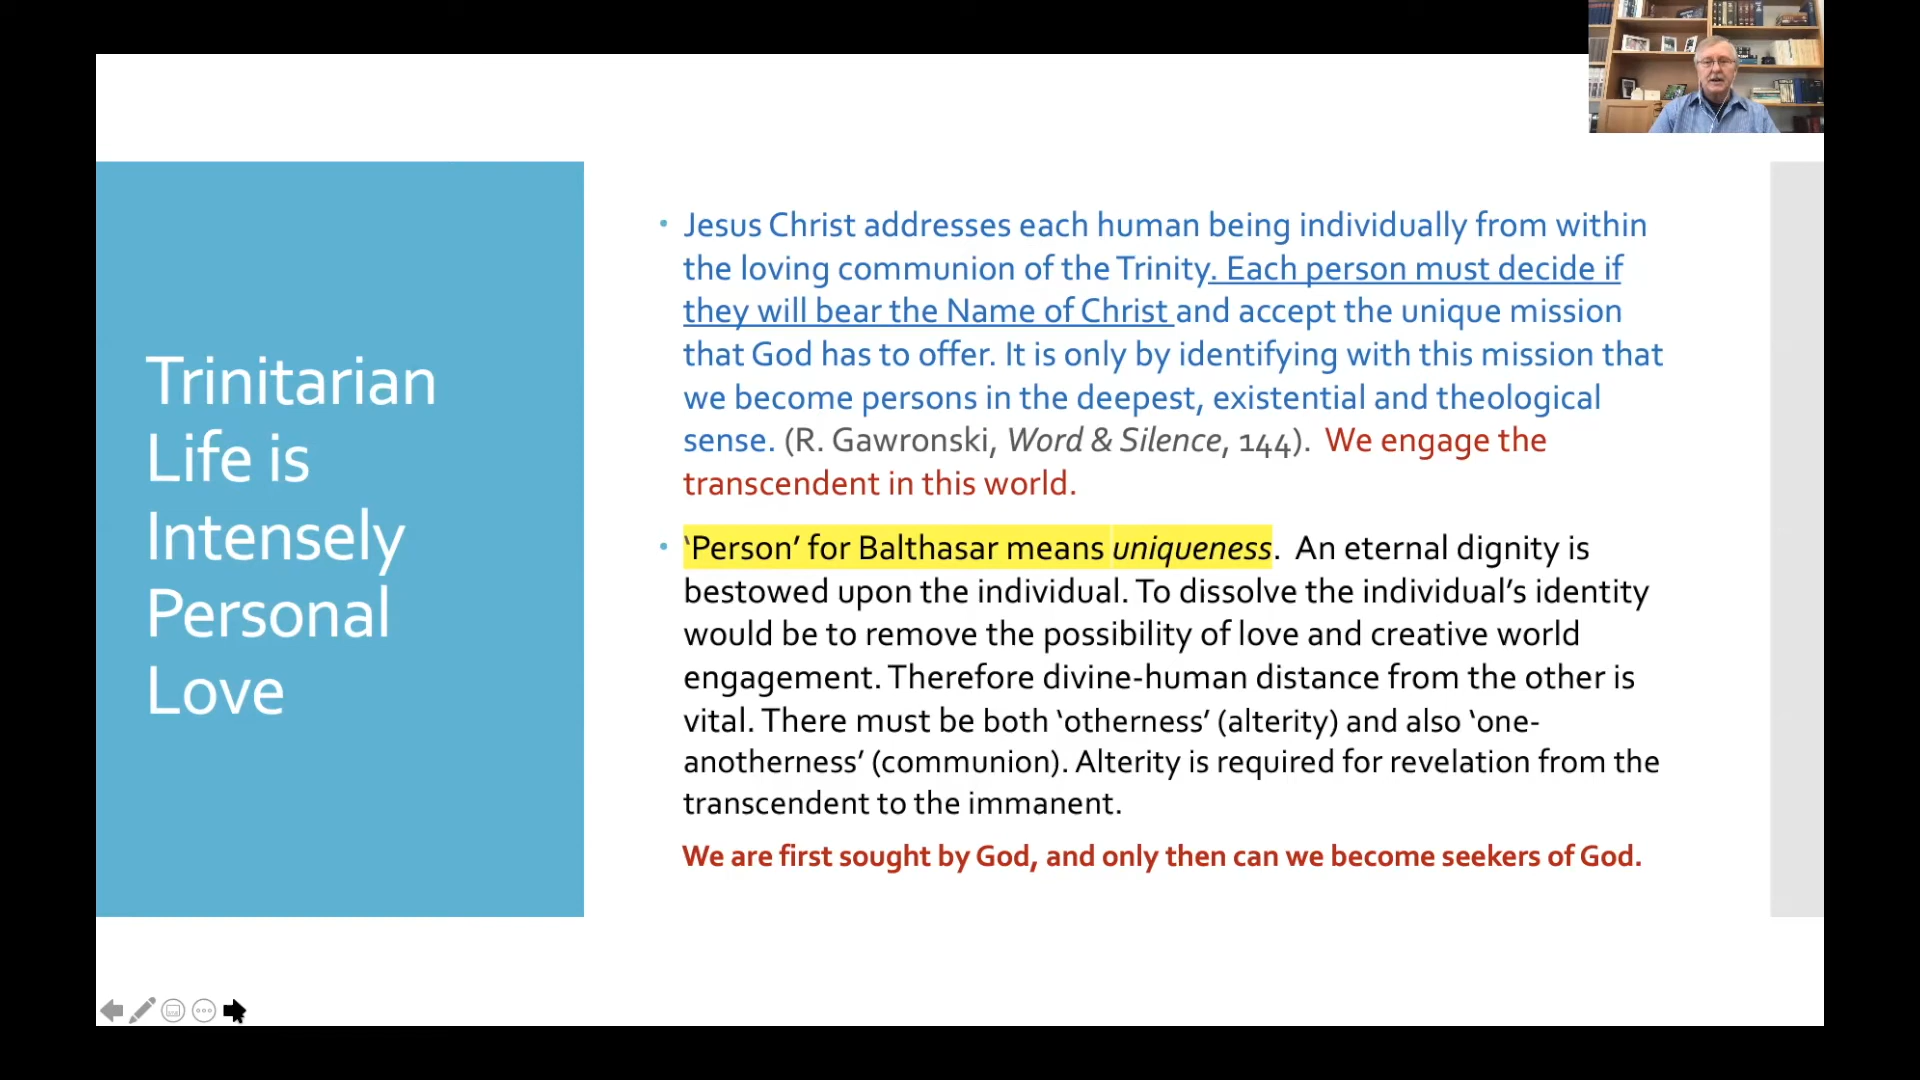 Trinitarian
Life is
Intensely
Personal
Love
• Jesus Christ addresses each human being individually from within
the loving communion of the Trinity. Each person must decide if
they will bear the Name of Christ and accept the unique mission
that God has to offer. It is only by identifying with this mission that
we become persons in the deepest, existential and theological
sense. (R. Gawronski, Word & Silence, 144). We engage the
transcendent in this world.
• ‘Person’ for Balthasar means uniqueness. An eternal dignity is
bestowed upon the individual. To dissolve the individual’s identity
would be to remove the possibility of love and creative world
engagement. Therefore divine-human distance from the other is
vital. There must be both ‘otherness’ (alterity) and also ‘one-
anotherness’ (communion). Alterity is required for revelation from the
transcendent to the immanent.
We are first sought by God, and only then can we become seekers of God.